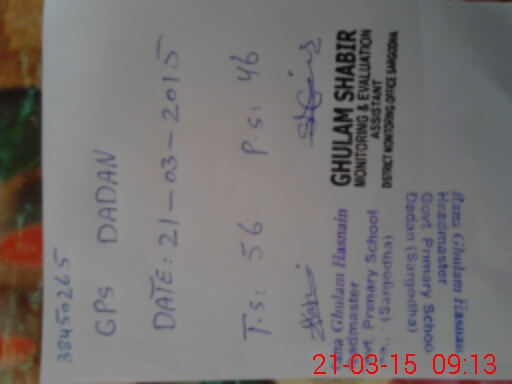 38450265
GPS DADAN
DATE: 21-03-2015
T.S: 56 P.S: 46
GHULAM SHABIR
MONITORING & EVALUATION
ASSISTANT
DISTRICT MONITORING OFFICE SARGODHA
Rana Ghulam Hasnain
Headmaster
Govt. Primary School
(Sargodha)
Rana Ghulam Hasnain
Headmaster
Govt. Primary School
Dadan (Sargodha)
21-03-15 09:13